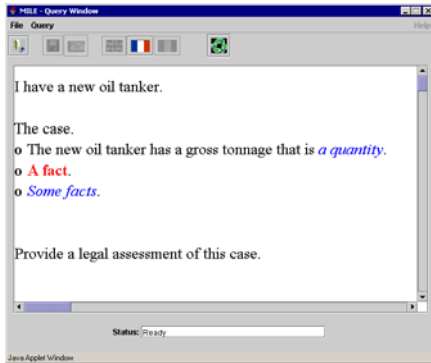 MILE - Query Window
File Query Help
I have a new oil tanker.
The case.
o The new oil tanker has a gross tonnage that is a quantity.
o A fact.
o Some facts.
Provide a legal assessment of this case.
Status: Ready
Java Applet Window